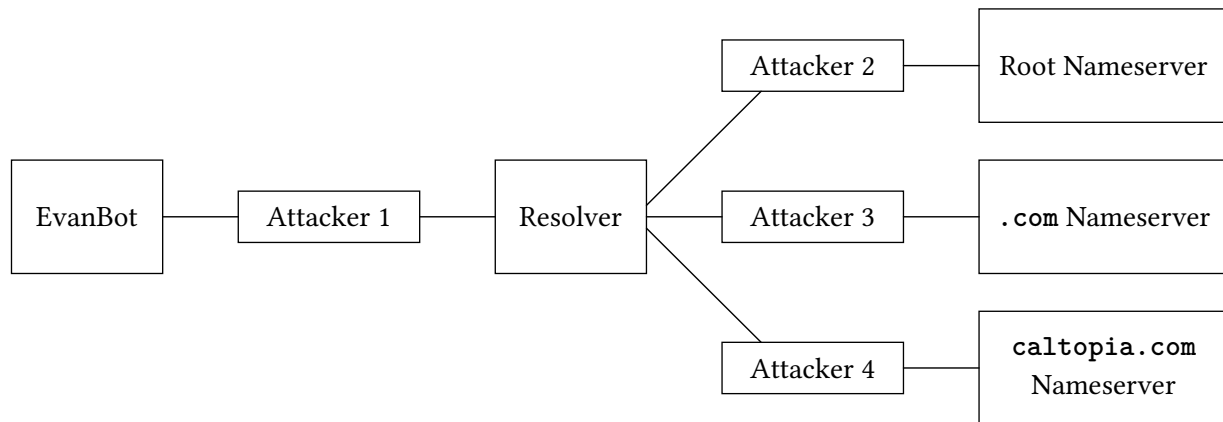 Attacker 2
Root Nameserver
EvanBot
Attacker 1
Resolver
Attacker 3
.com Nameserver
Attacker 4
caltopia.com
Nameserver